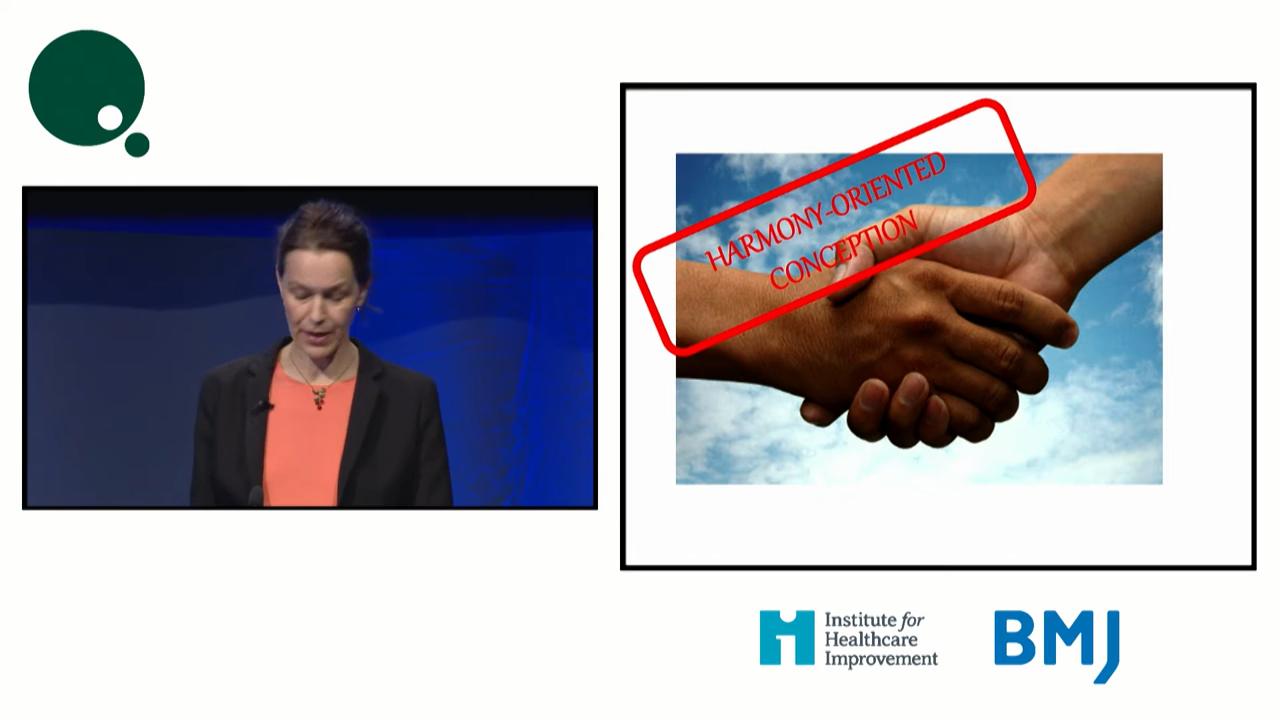 HARMONY-ORIENTED
CONCEPTION
Institute for
Healthcare
Improvement
BMJ